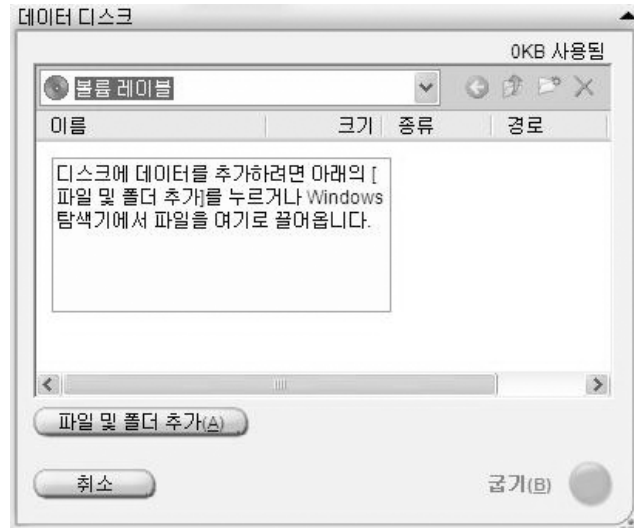 데이터 디스크
0KB 사용됨
볼륨 레이블
이름 크기 종류 경로
디스크에 데이터를 추가하려면 아래의 [
파일 및 폴더 추가]를 누르거나 Windows
탐색기에서 파일을 여기로 끌어옵니다.
파일 및 폴더 추가(A)
취소 굽기(B)